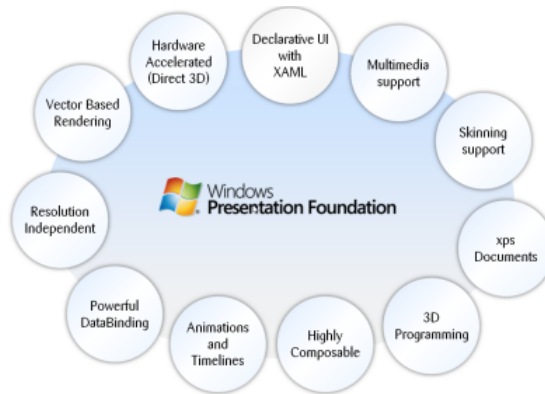 Declarative UI
with
XAML
Multimedia
support
Skinning
support
xps
Documents
3D
Programming
Highly
Composable
Animations
and
Timelines
Powerful
DataBinding
Resolution
Independent
Vector Based
Rendering
Hardware
Accelerated
(Direct 3D)
Windows
Presentation Foundation